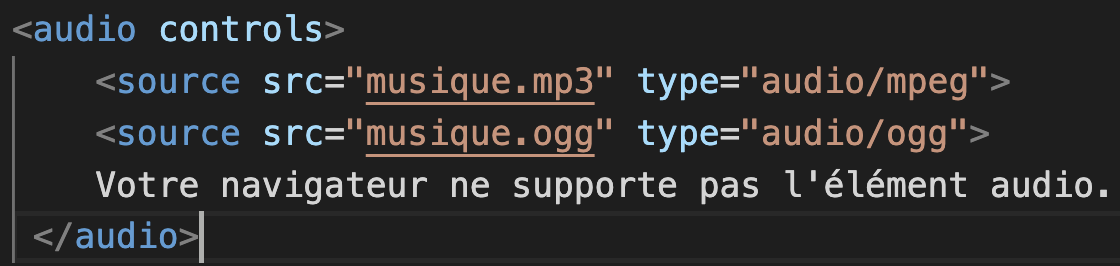 <audio controls>
<source src="musique.mp3" type="audio/mpeg">
<source src="musique.ogg" type="audio/ogg">
Votre navigateur ne supporte pas l'élément audio.
</audio>